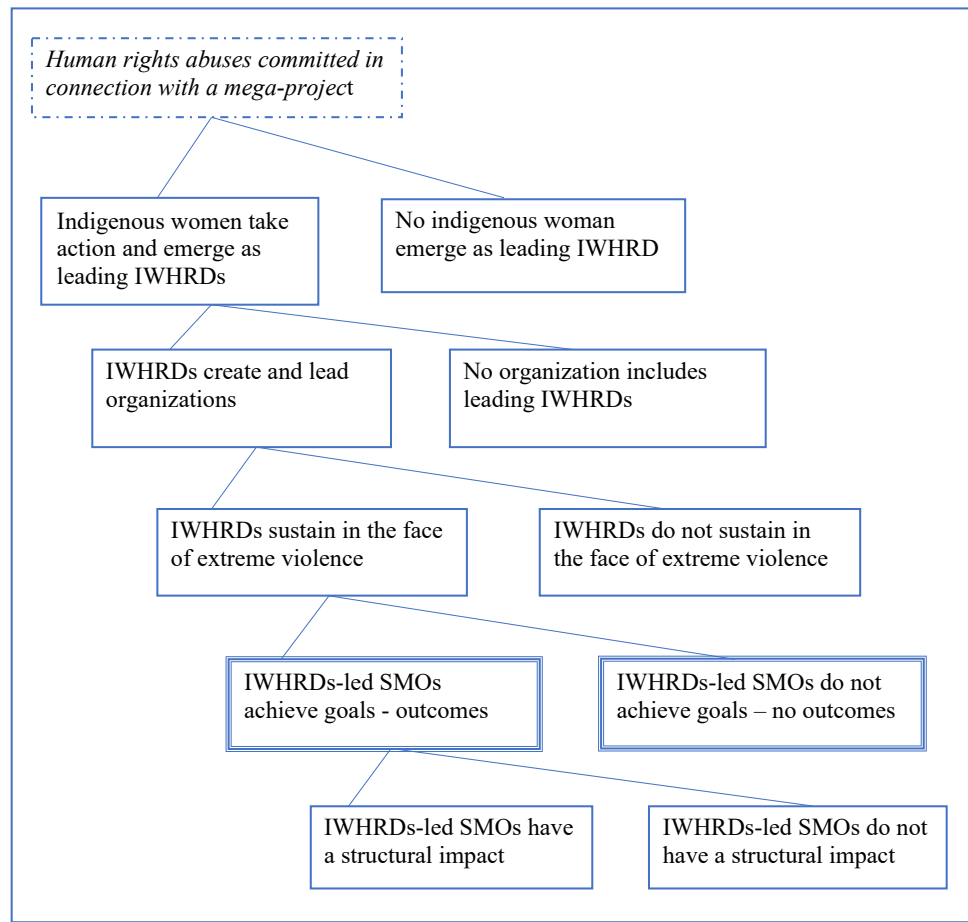 Human rights abuses committed in
connection with a mega-project
Indigenous women take
action and emerge as
leading IWHRDs
No indigenous woman
emerge as leading IWHRD
IWHRDs create and lead
organizations
No organization includes
leading IWHRDs
IWHRDs sustain in the face
of extreme violence
IWHRDs do not sustain in
the face of extreme violence
IWHRDs-led SMOs
achieve goals - outcomes
IWHRDs-led SMOs do not
achieve goals – no outcomes
IWHRDs-led SMOs have
a structural impact
IWHRDs-led SMOs do not
have a structural impact